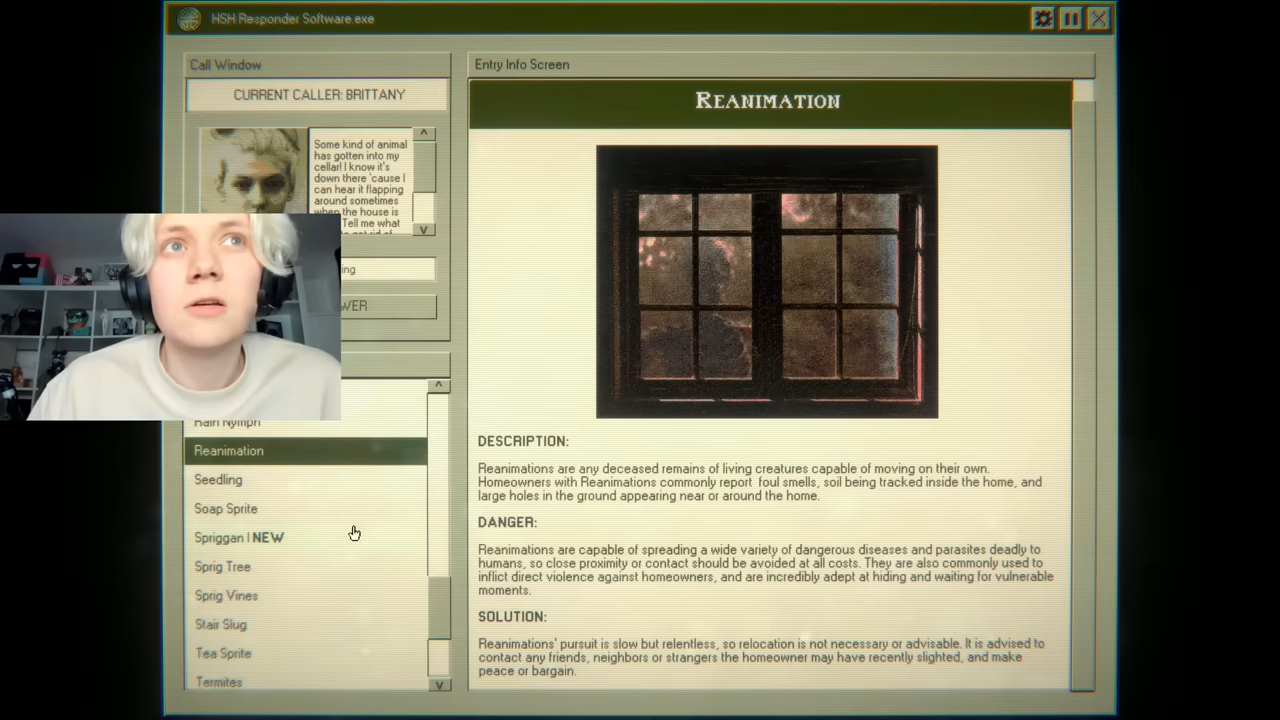 HSH Responder Software.exe
Call Window
CURRENT CALLER: BRITTANY
Some kind of animal
has gotten into my
cellar! I know it's
down there 'cause I
can hear it flapping
around sometimes
when the house is
Tell me what
Rain Nymph
Reanimation
Seedling
Soap Sprite
Spriggan | NEW
Sprig Tree
Sprig Vines
Stair Slug
Tea Sprite
Termites
Entry Info Screen
REANIMATION
DESCRIPTION:
Reanimations are any deceased remains of living creatures capable of moving on their own.
Homeowners with Reanimations commonly report foul smells, soil being tracked inside the home, and
large holes in the ground appearing near or around the home.
DANGER:
Reanimations are capable of spreading a wide variety of dangerous diseases and parasites deadly to
humans, so close proximity or contact should be avoided at all costs. They are also commonly used to
inflict direct violence against homeowners, and are incredibly adept at hiding and waiting for vulnerable
moments.
SOLUTION:
Reanimations' pursuit is slow but relentless, so relocation is not necessary or advisable. It is advised to
contact any friends, neighbors or strangers the homeowner may have recently slighted, and make
peace or bargain.